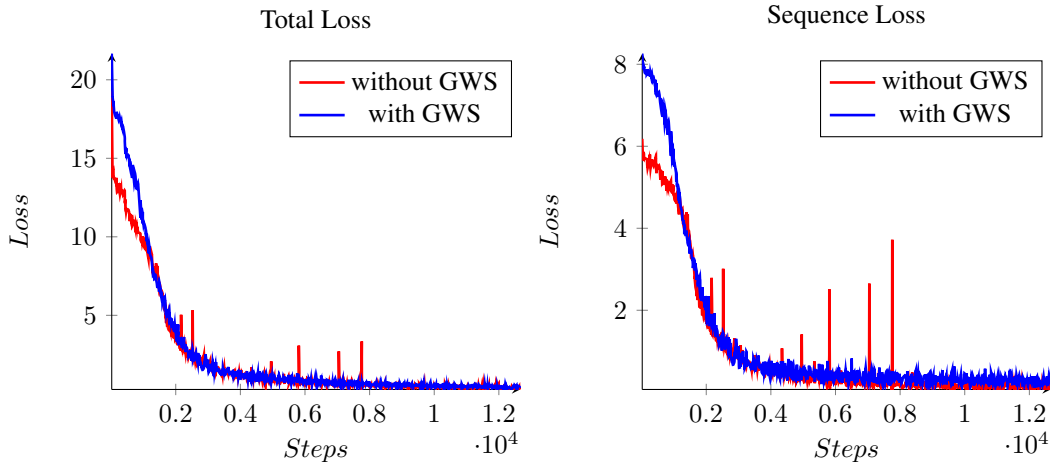 Total Loss
20
15
10
5
Loss
without GWS
with GWS
0.2 0.4 0.6 0.8 1 1.2
·10^4
Steps
Sequence Loss
8
6
4
2
Loss
without GWS
with GWS
0.2 0.4 0.6 0.8 1 1.2
·10^4
Steps